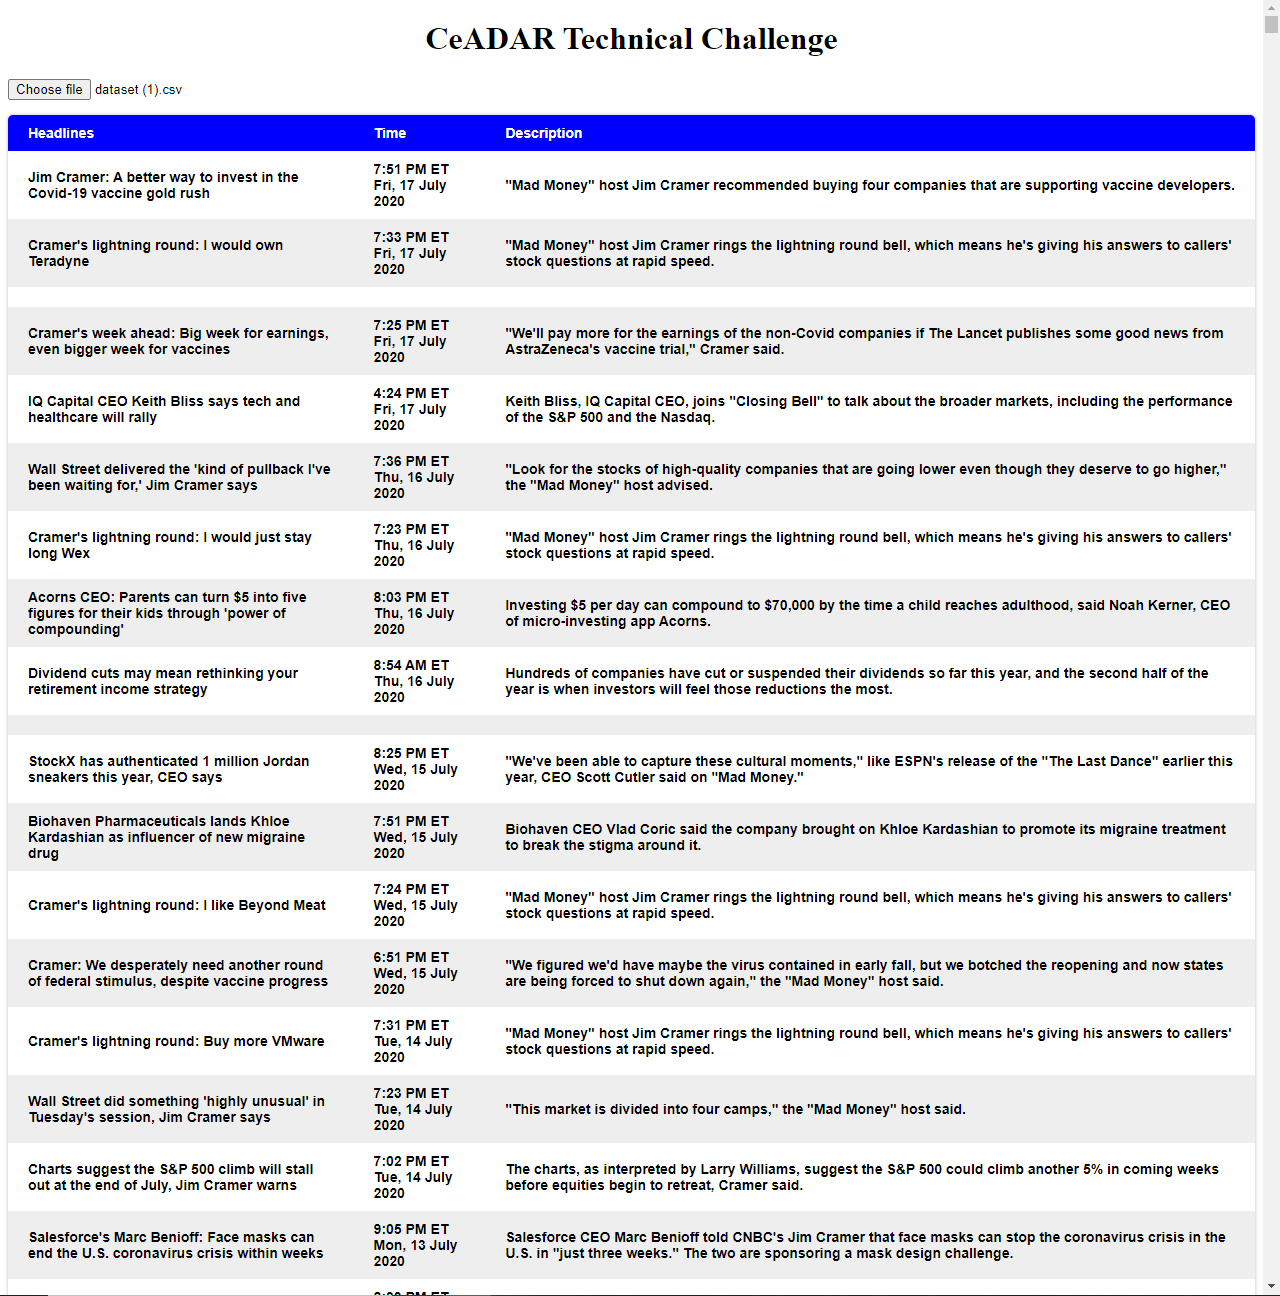 CeADAR Technical Challenge
Choose file dataset (1).csv
Headlines Time Description
Jim Cramer: A better way to invest in the
Covid-19 vaccine gold rush
7:51 PM ET
Fri, 17 July
2020
"Mad Money" host Jim Cramer recommended buying four companies that are supporting vaccine developers.
Cramer's lightning round: I would own
Teradyne
7:33 PM ET
Fri, 17 July
2020
"Mad Money" host Jim Cramer rings the lightning round bell, which means he's giving his answers to callers'
stock questions at rapid speed.
Cramer's week ahead: Big week for earnings,
even bigger week for vaccines
7:25 PM ET
Fri, 17 July
2020
"We'll pay more for the earnings of the non-Covid companies if The Lancet publishes some good news from
AstraZeneca's vaccine trial," Cramer said.
IQ Capital CEO Keith Bliss says tech and
healthcare will rally
4:24 PM ET
Fri, 17 July
2020
Keith Bliss, IQ Capital CEO, joins "Closing Bell" to talk about the broader markets, including the performance
of the S&P 500 and the Nasdaq.
Wall Street delivered the 'kind of pullback I've
been waiting for,' Jim Cramer says
7:36 PM ET
Thu, 16 July
2020
"Look for the stocks of high-quality companies that are going lower even though they deserve to go higher,"
the "Mad Money" host advised.
Cramer's lightning round: I would just stay
long Wex
7:23 PM ET
Thu, 16 July
2020
"Mad Money" host Jim Cramer rings the lightning round bell, which means he's giving his answers to callers'
stock questions at rapid speed.
Acorns CEO: Parents can turn $5 into five
figures for their kids through 'power of
compounding'
8:03 PM ET
Thu, 16 July
2020
Investing $5 per day can compound to $70,000 by the time a child reaches adulthood, said Noah Kerner, CEO
of micro-investing app Acorns.
Dividend cuts may mean rethinking your
retirement income strategy
8:54 AM ET
Thu, 16 July
2020
Hundreds of companies have cut or suspended their dividends so far this year, and the second half of the
year is when investors will feel those reductions the most.
StockX has authenticated 1 million Jordan
sneakers this year, CEO says
8:25 PM ET
Wed, 15 July
2020
"We've been able to capture these cultural moments," like ESPN's release of the "The Last Dance" earlier this
year, CEO Scott Cutler said on "Mad Money."
Biohaven Pharmaceuticals lands Khloe
Kardashian as influencer of new migraine
drug
7:51 PM ET
Wed, 15 July
2020
Biohaven CEO Vlad Coric said the company brought on Khloe Kardashian to promote its migraine treatment
to break the stigma around it.
Cramer's lightning round: I like Beyond Meat
7:24 PM ET
Wed, 15 July
2020
"Mad Money" host Jim Cramer rings the lightning round bell, which means he's giving his answers to callers'
stock questions at rapid speed.
Cramer: We desperately need another round
of federal stimulus, despite vaccine progress
6:51 PM ET
Wed, 15 July
2020
"We figured we'd have maybe the virus contained in early fall, but we botched the reopening and now states
are being forced to shut down again," the "Mad Money" host said.
Cramer's lightning round: Buy more VMware
7:31 PM ET
Tue, 14 July
2020
"Mad Money" host Jim Cramer rings the lightning round bell, which means he's giving his answers to callers'
stock questions at rapid speed.
Wall Street did something 'highly unusual' in
Tuesday's session, Jim Cramer says
7:23 PM ET
Tue, 14 July
2020
"This market is divided into four camps," the "Mad Money" host said.
Charts suggest the S&P 500 climb will stall
out at the end of July, Jim Cramer warns
7:02 PM ET
Tue, 14 July
2020
The charts, as interpreted by Larry Williams, suggest the S&P 500 could climb another 5% in coming weeks
before equities begin to retreat, Cramer said.
Salesforce's Marc Benioff: Face masks can
end the U.S. coronavirus crisis within weeks
9:05 PM ET
Mon, 13 July
2020
Salesforce CEO Marc Benioff told CNBC's Jim Cramer that face masks can stop the coronavirus crisis in the
U.S. in "just three weeks." The two are sponsoring a mask design challenge.